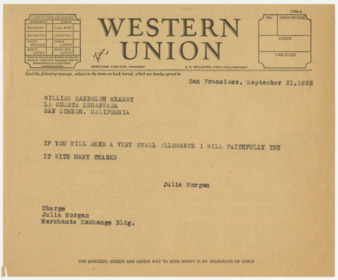 WESTERN
UNION
San Francisco, September 21,1932
WILLIAM RANDOLPH HEARST
LA CUESTA ENCANTADA
SAN SIMEON, CALIFORNIA
IF YOU WILL SEND A VERY SMALL ALLOWANCE I WILL FAITHFULLY TRY
IT WITH MANY THANKS
Julia Morgan
Charge
Julia Morgan
Merchants Exchange Bldg.
THE QUICKEST, SUREST AND SAFEST WAY TO SEND MONEY IS BY TELEGRAPH OR CABLE